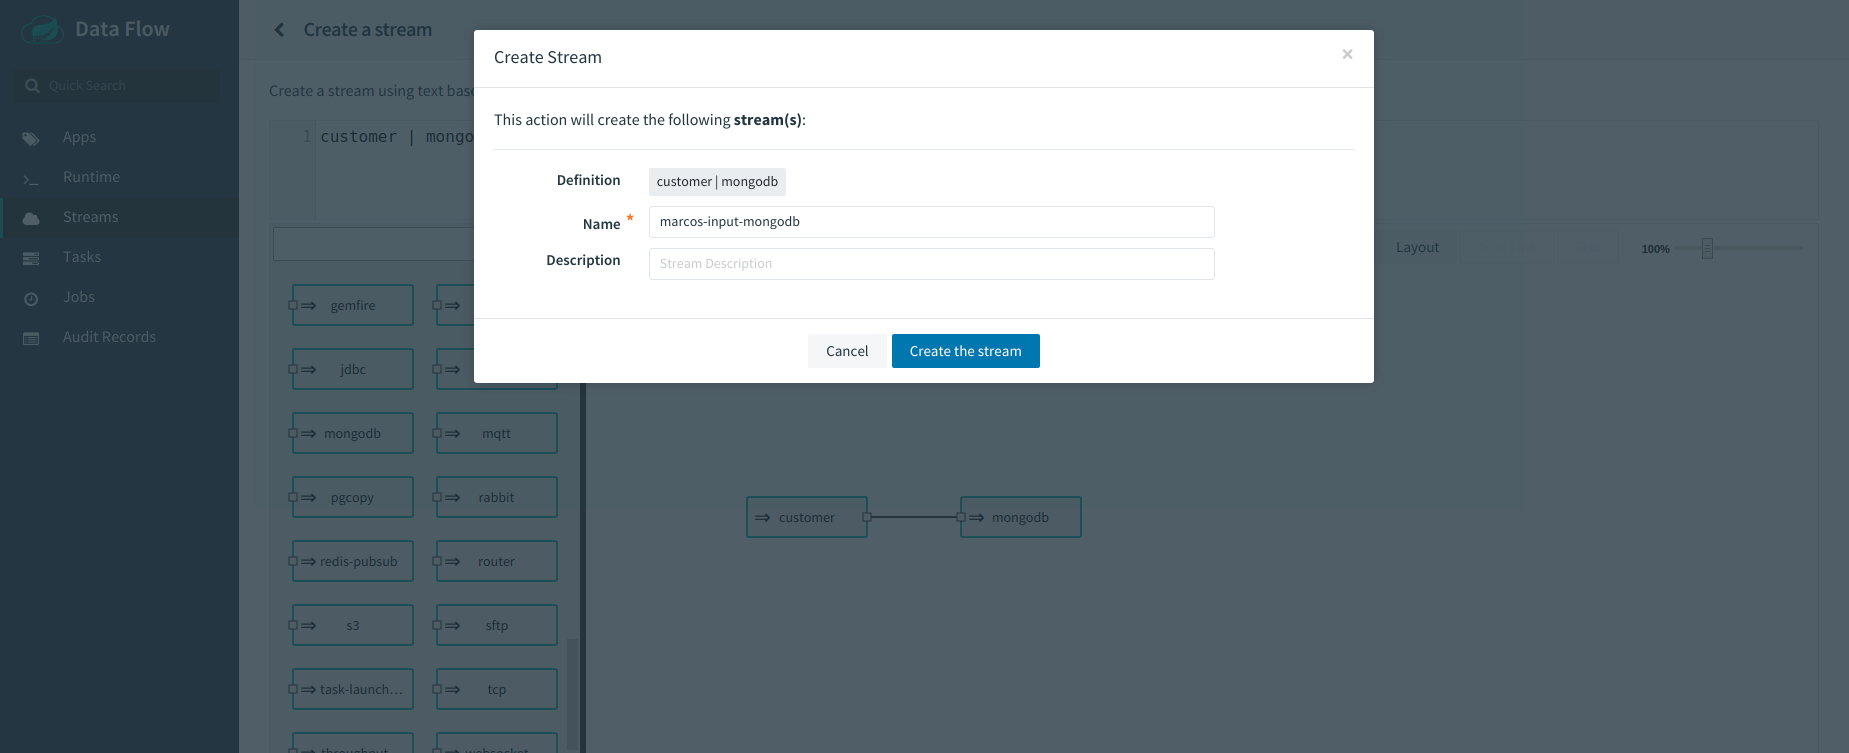 Data Flow
Quick Search
Apps
Runtime
Streams
Tasks
Jobs
Audit Records
Create a stream
Create a stream using text base
1 customer | mongo
Create Stream
×
This action will create the following stream(s):
Definition customer | mongodb
Name * marcos-input-mongodb
Description Stream Description
Cancel Create the stream
Layout
100%
gemfire
jdbc
mongodb mqtt
pgcopy rabbit
redis-pubsub router
s3 sftp
task-launch... tcp
throughput websocket
customer mongodb